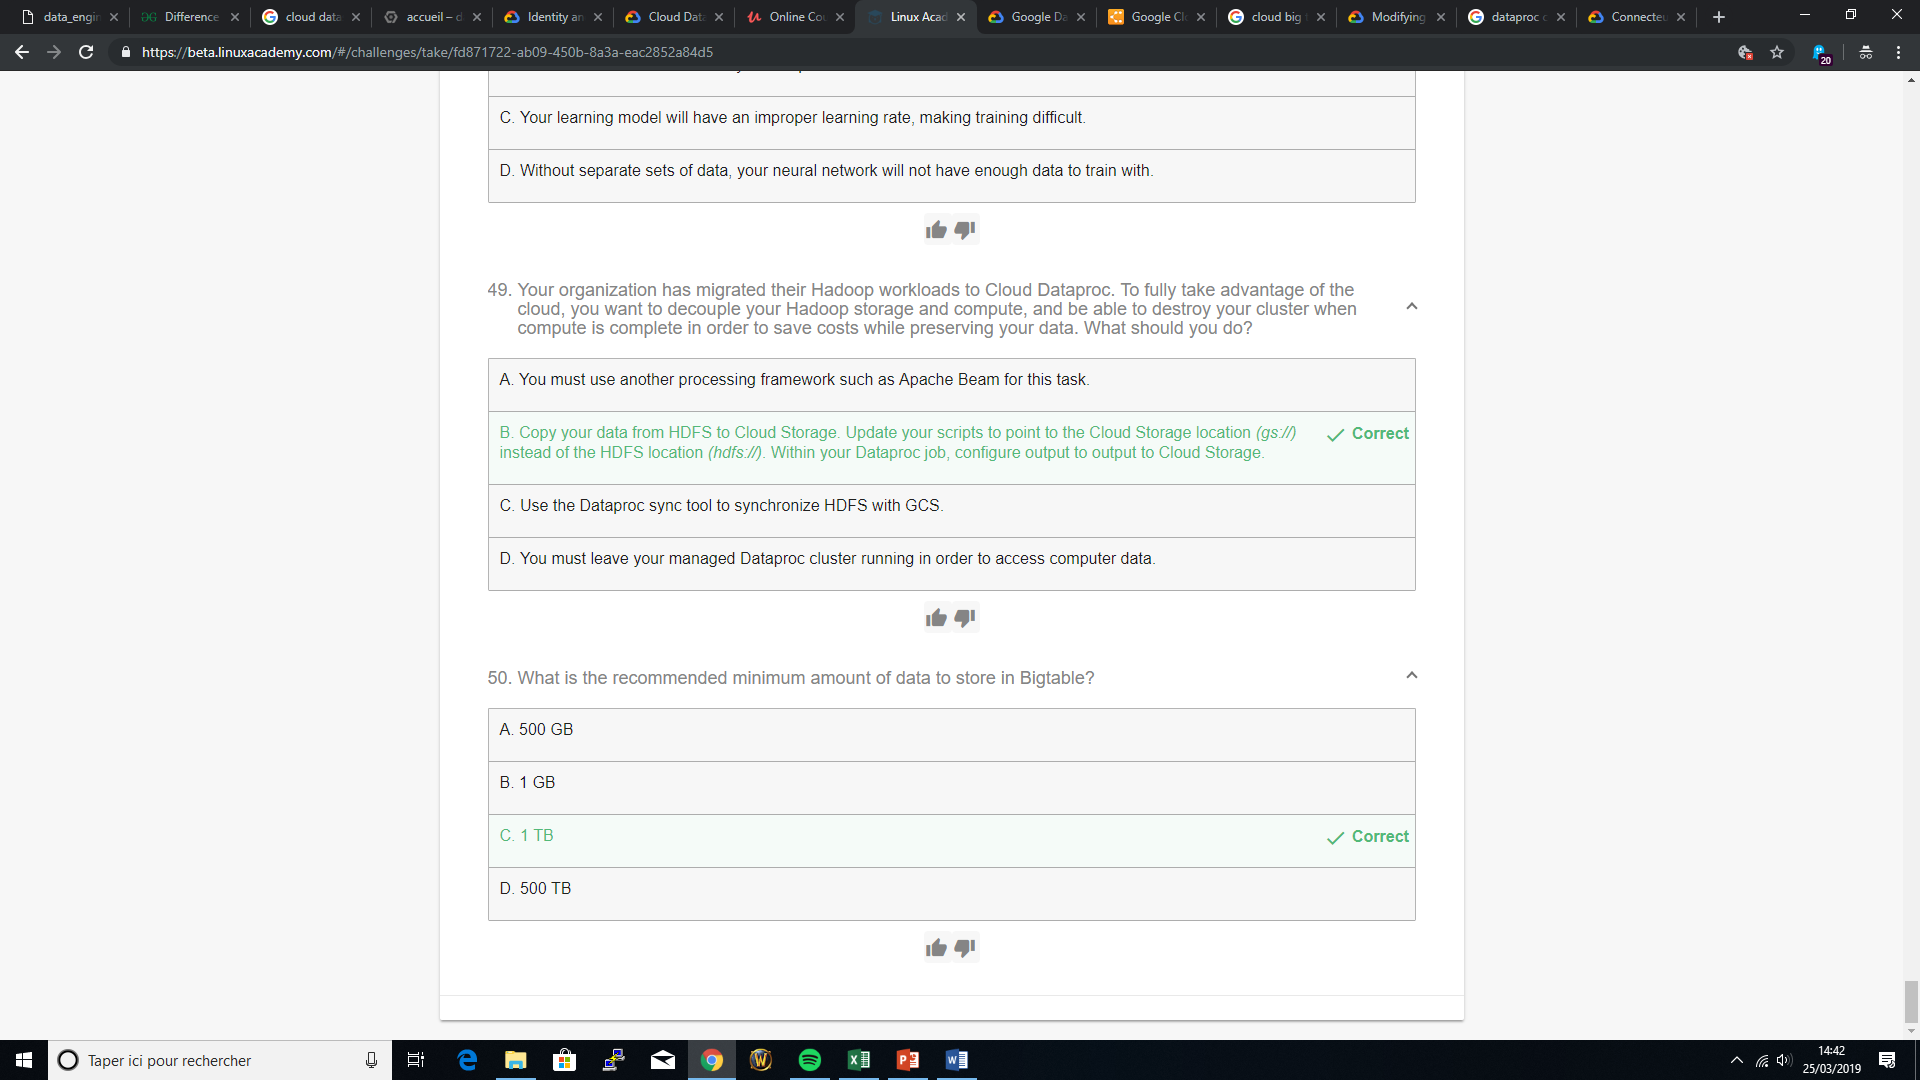 data_engin
Difference
cloud data
accueil – d
Identity an
Cloud Data
Online Cou
Linux Acad
Google Da
Google Clo
cloud big t
Modifying
dataproc c
Connecteu
https://beta.linuxacademy.com/#/challenges/take/fd871722-ab09-450b-8a3a-eac2852a84d5
20
C. Your learning model will have an improper learning rate, making training difficult.
D. Without separate sets of data, your neural network will not have enough data to train with.
49. Your organization has migrated their Hadoop workloads to Cloud Dataproc. To fully take advantage of the
cloud, you want to decouple your Hadoop storage and compute, and be able to destroy your cluster when
compute is complete in order to save costs while preserving your data. What should you do?
A. You must use another processing framework such as Apache Beam for this task.
B. Copy your data from HDFS to Cloud Storage. Update your scripts to point to the Cloud Storage location (gs://)
Correct
instead of the HDFS location (hdfs://). Within your Dataproc job, configure output to output to Cloud Storage.
C. Use the Dataproc sync tool to synchronize HDFS with GCS.
D. You must leave your managed Dataproc cluster running in order to access computer data.
50. What is the recommended minimum amount of data to store in Bigtable?
A. 500 GB
B. 1 GB
C. 1 TB
Correct
D. 500 TB
Taper ici pour rechercher
14:42
25/03/2019